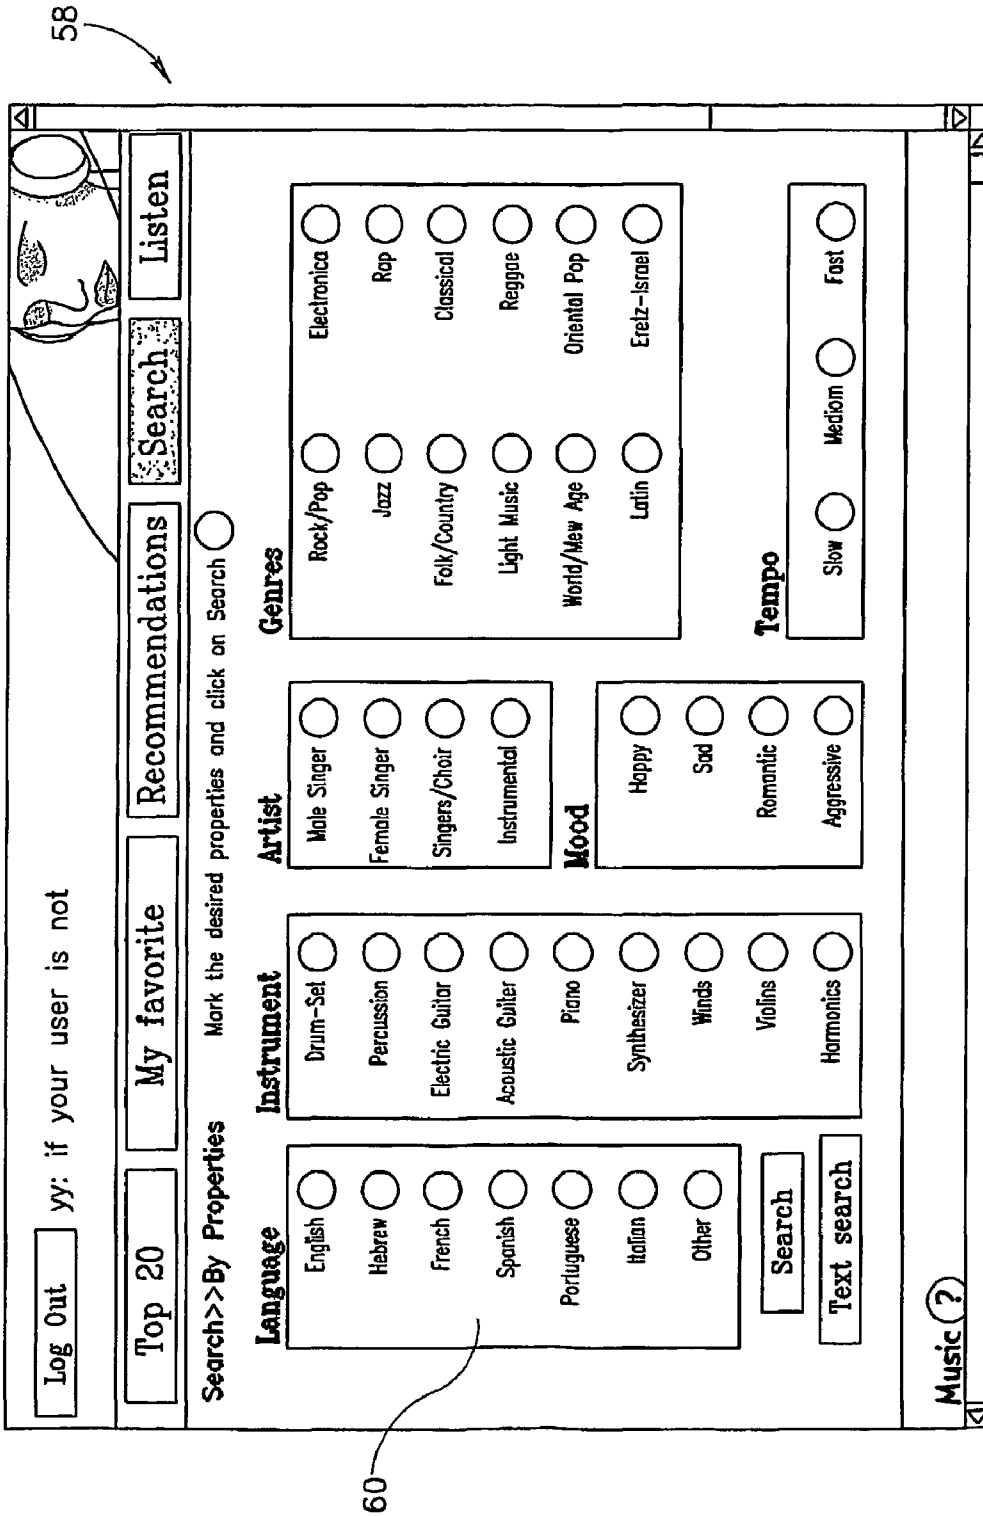 58
Log Out yy: if your user is not
Top 20 My favorite Recommendations Search Listen
Search>>By Properties Mark the desired properties and click on Search
Language
English
Hebrew
French
Spanish
Portuguese
Italian
Other
Search
Text search
Instrument
Drum-Set
Percussion
Electric Guitar
Acoustic Guiter
Piano
Synthesizer
Winds
Violins
Harmonics
Artist
Male Singer
Female Singer
Singers/Choir
Instrumental
Mood
Happy
Sad
Romantic
Aggressive
Genres
Rock/Pop Electronica
Jazz Rap
Folk/Country Classical
Light Music Reggae
World/Mew Age Oriental Pop
Latin Eretz-Israel
Tempo
Slow Mediom Fast
Music ?
60